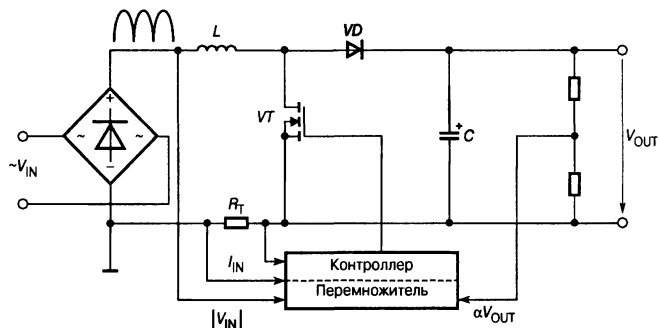 L
VD
+
VT
+
C
~
~
−
~V_IN
V_OUT
R_T
I_IN
Контроллер
Перемножитель
|V_IN|
αV_OUT